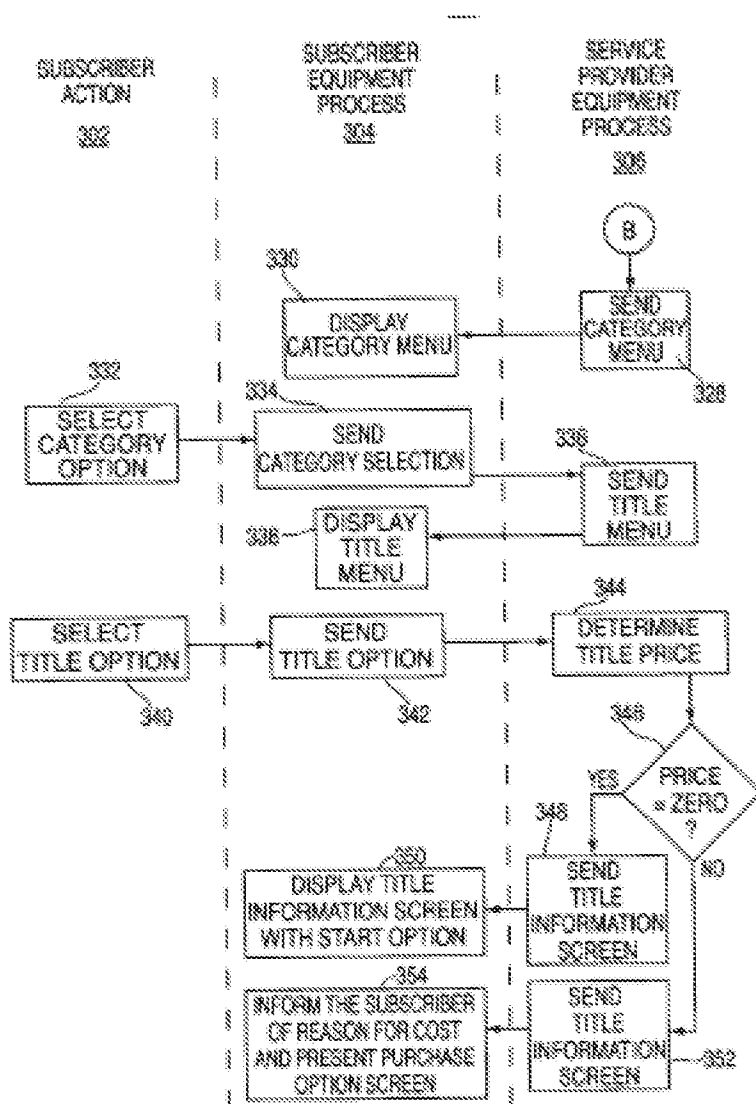 SUBSCRIBER
ACTION
302
SUBSCRIBER
EQUIPMENT
PROCESS
304
SERVICE
PROVIDER
EQUIPMENT
PROCESS
306
B
330
DISPLAY
CATEGORY MENU
SEND
CATEGORY
MENU
328
332
SELECT
CATEGORY
OPTION
334
SEND
CATEGORY SELECTION
336
SEND
TITLE
MENU
338
DISPLAY
TITLE
MENU
SELECT
TITLE OPTION
340
SEND
TITLE OPTION
342
344
DETERMINE
TITLE PRICE
346
PRICE
= ZERO
?
YES
NO
348
SEND
TITLE
INFORMATION
SCREEN
350
DISPLAY TITLE
INFORMATION SCREEN
WITH START OPTION
354
INFORM THE SUBSCRIBER
OF REASON FOR COST
AND PRESENT PURCHASE
OPTION SCREEN
SEND
TITLE
INFORMATION
SCREEN
352